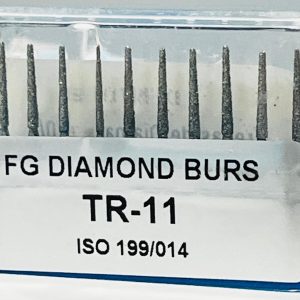 FG DIAMOND BURS
TR-11
ISO 199/014